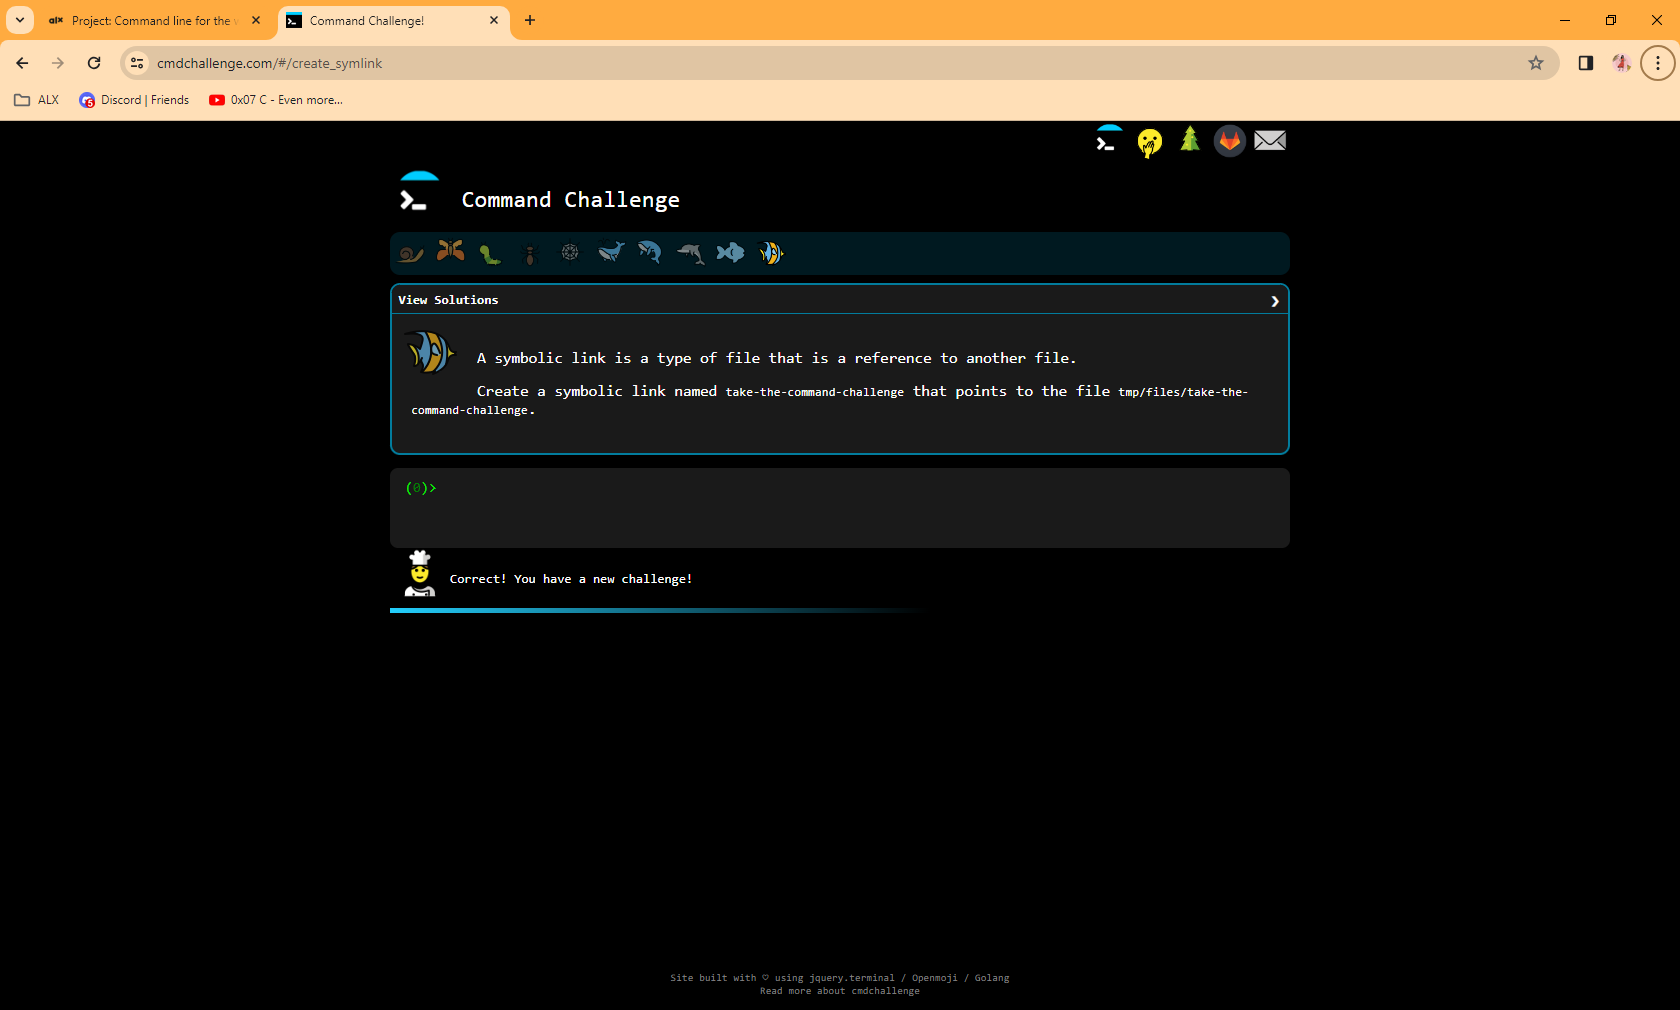 alx Project: Command line for the w
Command Challenge!
cmdchallenge.com/#/create_symlink
ALX
Discord | Friends
0x07 C - Even more...
Command Challenge
View Solutions
A symbolic link is a type of file that is a reference to another file.
Create a symbolic link named take-the-command-challenge that points to the file tmp/files/take-the-
command-challenge.
(0)>
Correct! You have a new challenge!
Site built with ♡ using jquery.terminal / Openmoji / Golang
Read more about cmdchallenge